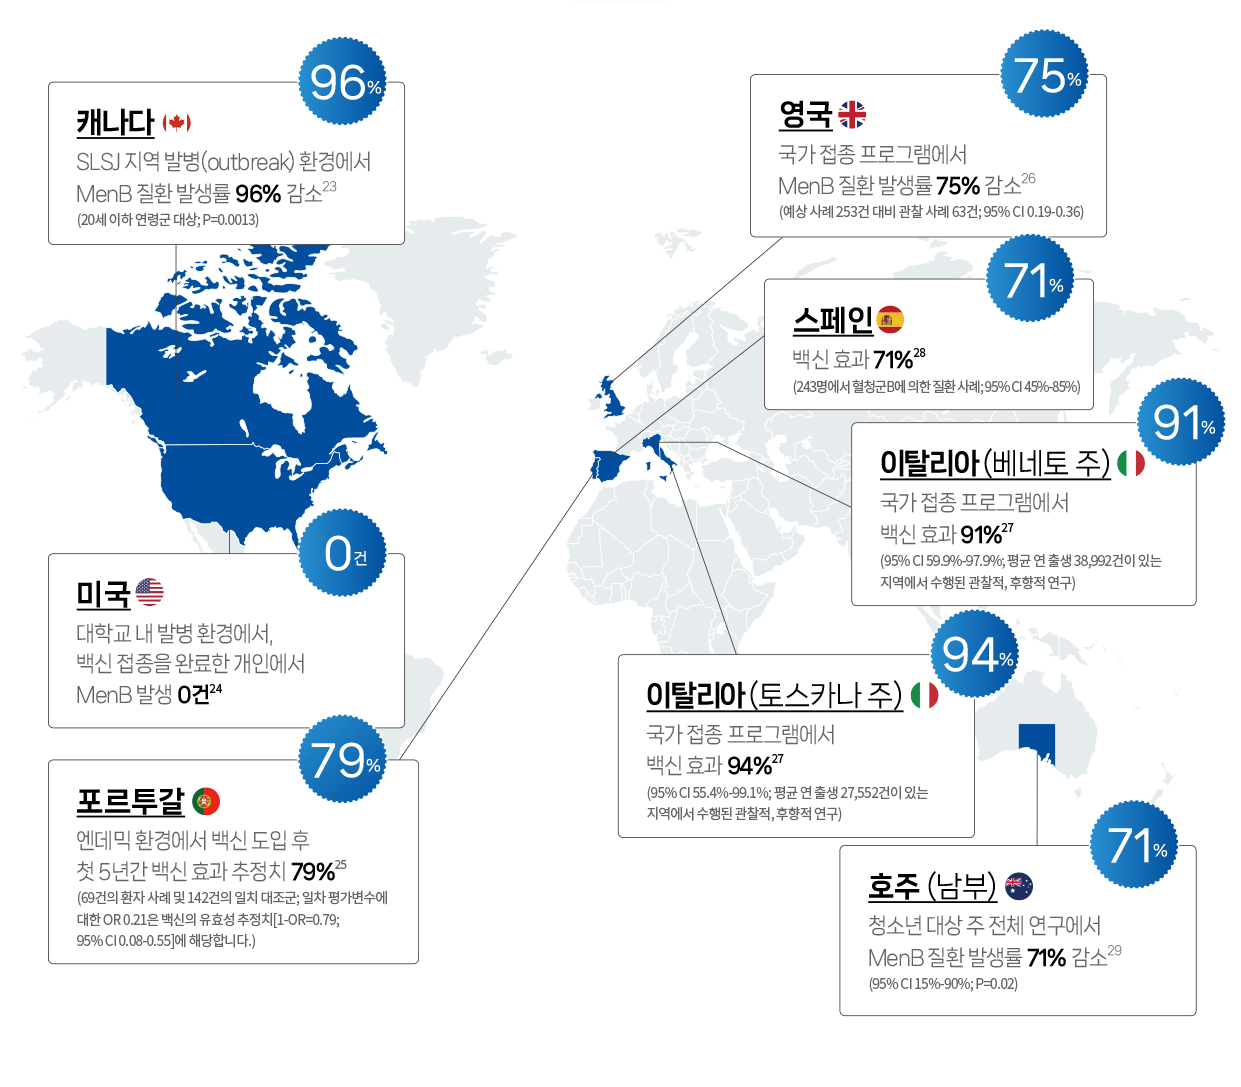 96%
캐나다
SLSJ 지역 발병(outbreak) 환경에서
MenB 질환 발생률 96% 감소23
(20세 이하 연령군 대상; P=0.0013)
75%
영국
국가 접종 프로그램에서
MenB 질환 발생률 75% 감소26
(예상 사례 253건 대비 관찰 사례 63건; 95% CI 0.19-0.36)
71%
스페인
백신 효과 71%28
(243명에서 혈청군B에 의한 질환 사례; 95% CI 45%-85%)
91%
이탈리아 (베네토 주)
국가 접종 프로그램에서
백신 효과 91%27
(95% CI 59.9%-97.9%; 평균 연 출생 38,992건이 있는
지역에서 수행된 관찰적, 후향적 연구)
0건
미국
대학교 내 발병 환경에서,
백신 접종을 완료한 개인에서
MenB 발생 0건24
94%
이탈리아 (토스카나 주)
국가 접종 프로그램에서
백신 효과 94%27
(95% CI 55.4%-99.1%; 평균 연 출생 27,552건이 있는
지역에서 수행된 관찰적, 후향적 연구)
79%
포르투갈
엔데믹 환경에서 백신 도입 후
첫 5년간 백신 효과 추정치 79%25
(69건의 환자 사례 및 142건의 일치 대조군; 일차 평가변수에
대한 OR 0.21은 백신의 유효성 추정치[1-OR=0.79;
95% CI 0.08-0.55]에 해당합니다.)
71%
호주 (남부)
청소년 대상 주 전체 연구에서
MenB 질환 발생률 71% 감소29
(95% CI 15%-90%; P=0.02)